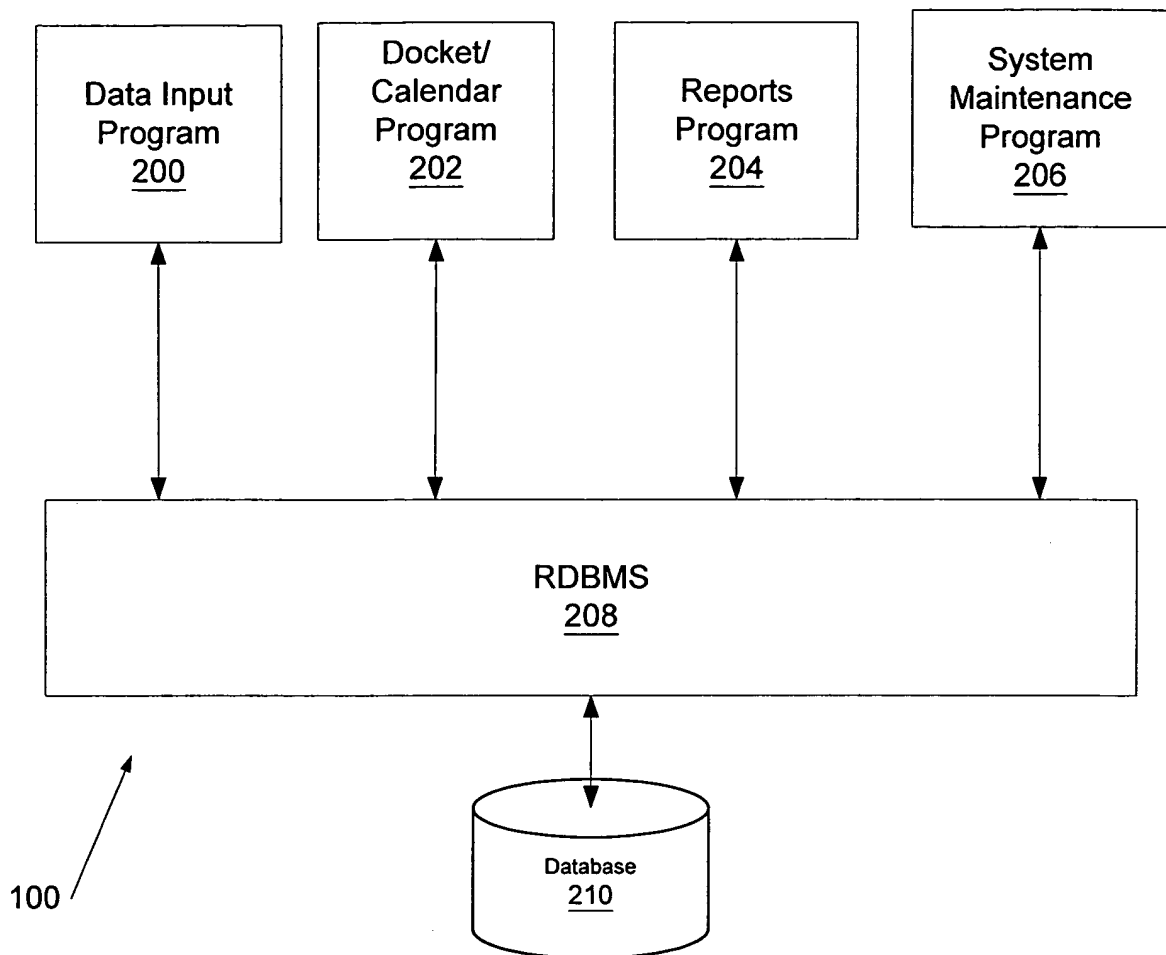 Data Input
Program
200
Docket/
Calendar
Program
202
Reports
Program
204
System
Maintenance
Program
206
RDBMS
208
Database
210
100